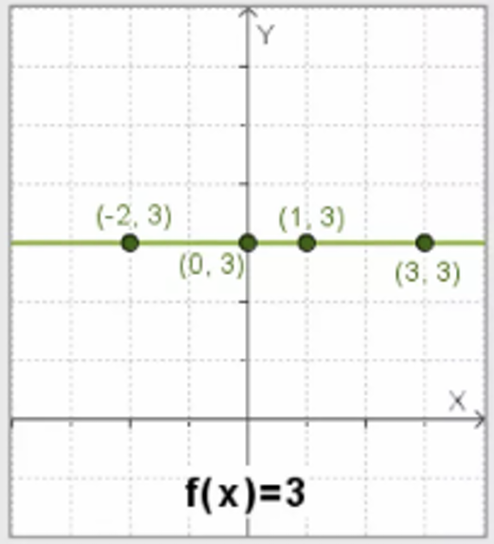 Y
(-2, 3)
(1, 3)
(0, 3)
(3, 3)
X
f(x)=3